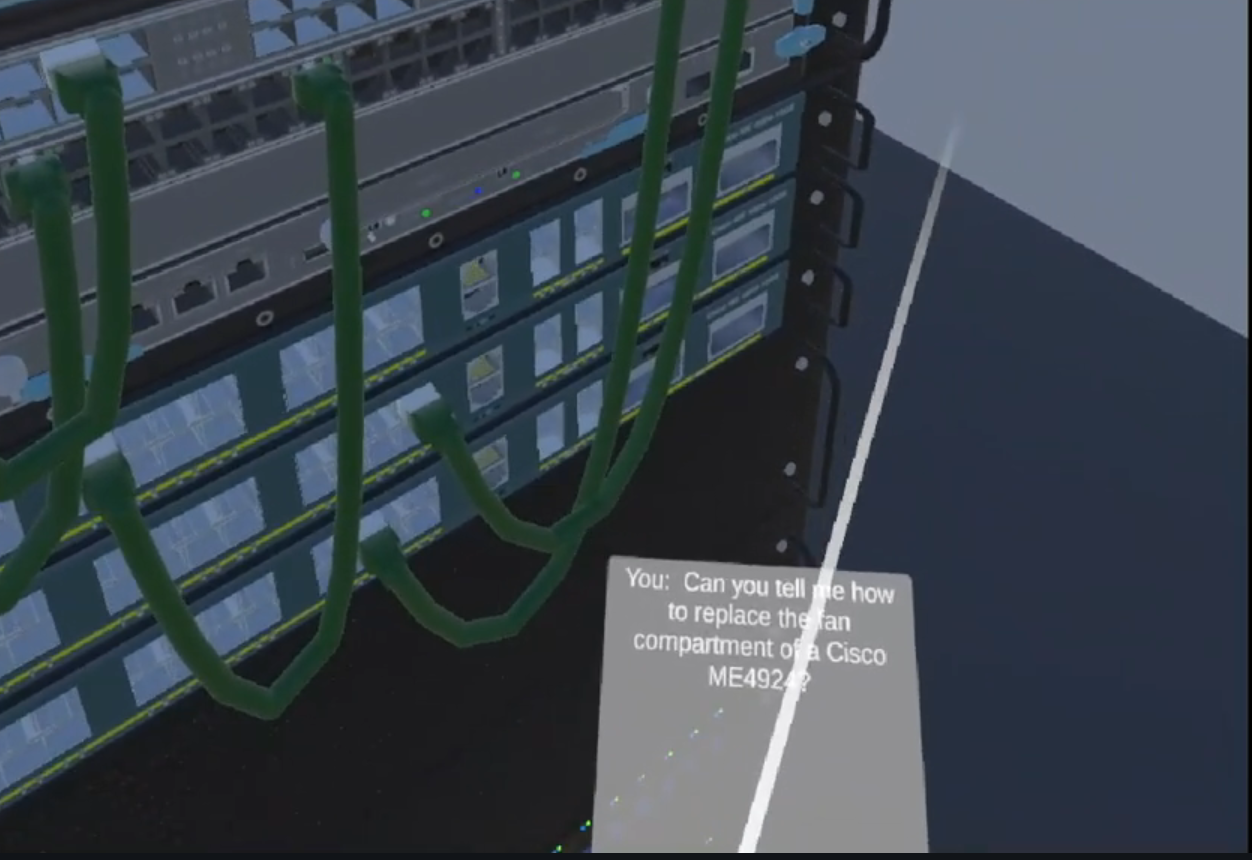 You: Can you tell me how
to replace the fan
compartment of a Cisco
ME4924?